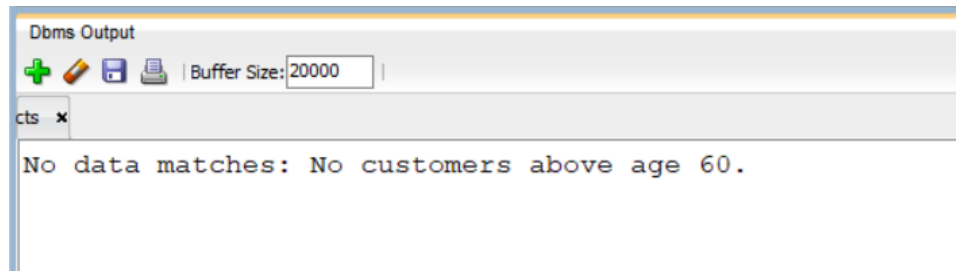 Dbms Output
Buffer Size: 20000
cts ×
No data matches: No customers above age 60.